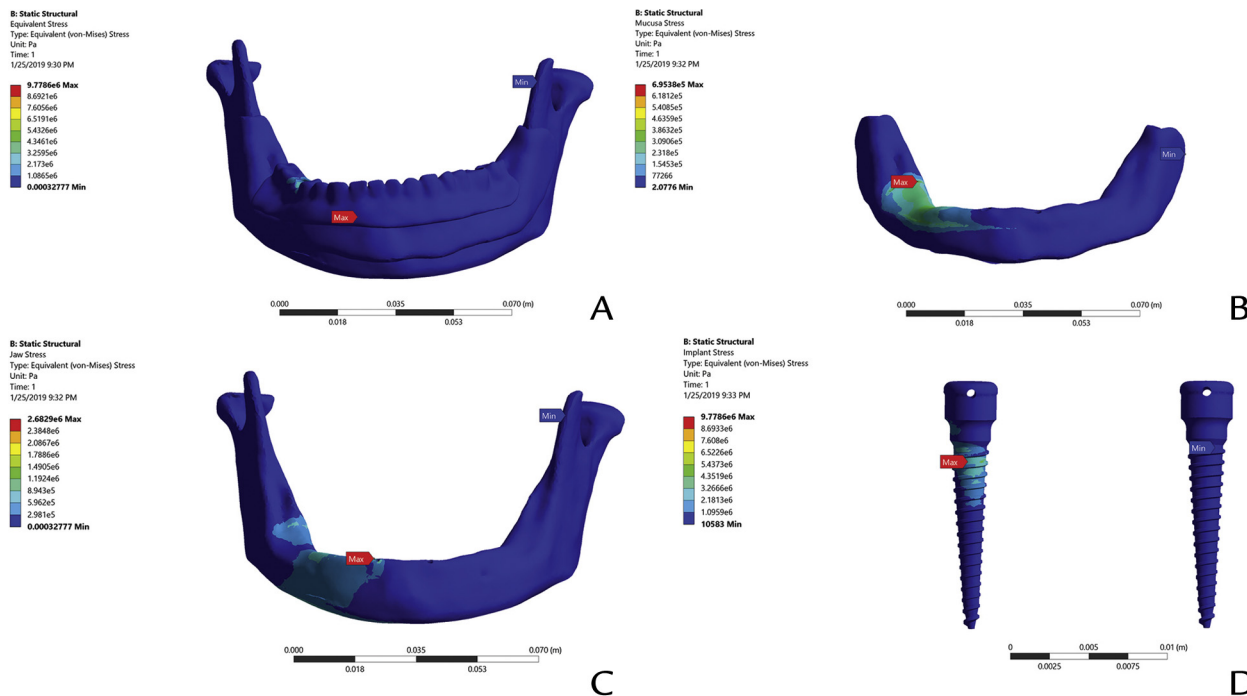 B: Static Structural
Equivalent Stress
Type: Equivalent (von-Mises) Stress
Unit: Pa
Time: 1
1/25/2019 9:30 PM
9.7786e6 Max
8.6921e6
7.6056e6
6.5191e6
5.4326e6
4.3461e6
3.2595e6
2.173e6
1.0865e6
0.00032777 Min
Min
Max
0.000 0.035 0.070 (m)
0.018 0.053
A
B: Static Structural
Mucusa Stress
Type: Equivalent (von-Mises) Stress
Unit: Pa
Time: 1
1/25/2019 9:32 PM
6.9538e5 Max
6.1812e5
5.4085e5
4.6359e5
3.8632e5
3.0906e5
2.318e5
1.5453e5
77266
2.0776 Min
Max
Min
0.000 0.035 0.070 (m)
0.018 0.053
B
B: Static Structural
Jaw Stress
Type: Equivalent (von-Mises) Stress
Unit: Pa
Time: 1
1/25/2019 9:32 PM
2.6829e6 Max
2.3848e6
2.0867e6
1.7886e6
1.4905e6
1.1924e6
8.943e5
5.962e5
2.981e5
0.00032777 Min
Min
Max
0.000 0.035 0.070 (m)
0.018 0.053
C
B: Static Structural
Implant Stress
Type: Equivalent (von-Mises) Stress
Unit: Pa
Time: 1
1/25/2019 9:33 PM
9.7786e6 Max
8.6933e6
7.608e6
6.5226e6
5.4373e6
4.3519e6
3.2666e6
2.1813e6
1.0959e6
10583 Min
Max
Min
0 0.005 0.01 (m)
0.0025 0.0075
D